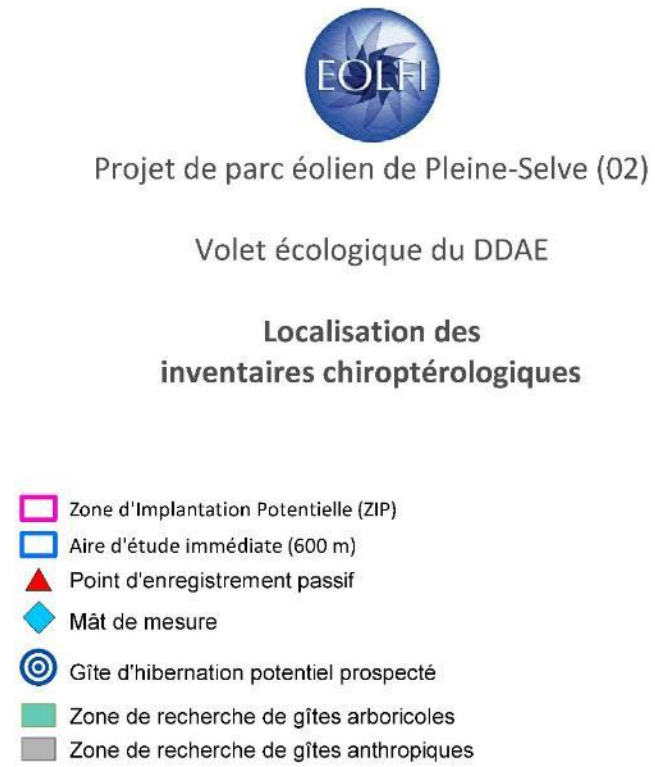 EOLFI
Projet de parc éolien de Pleine-Selve (02)
Volet écologique du DDAE
Localisation des
inventaires chiroptérologiques
Zone d'Implantation Potentielle (ZIP)
Aire d'étude immédiate (600 m)
Point d'enregistrement passif
Mât de mesure
Gîte d'hibernation potentiel prospecté
Zone de recherche de gîtes arboricoles
Zone de recherche de gîtes anthropiques